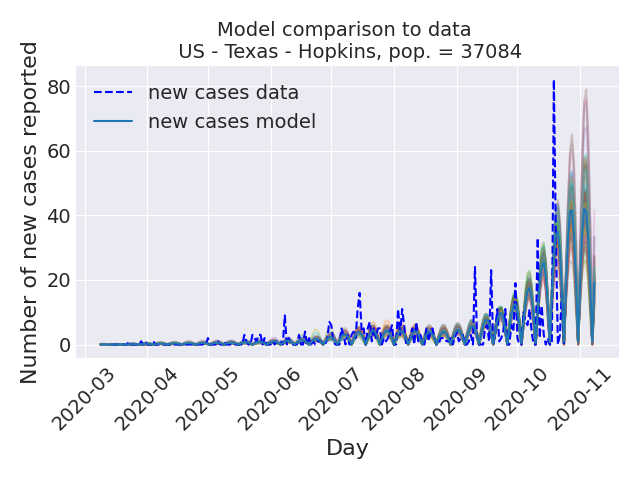 Model comparison to data
US - Texas - Hopkins, pop. = 37084
Number of new cases reported
80
60
40
20
0
new cases data
new cases model
2020-03
2020-04
2020-05
2020-06
2020-07
2020-08
2020-09
2020-10
2020-11
Day